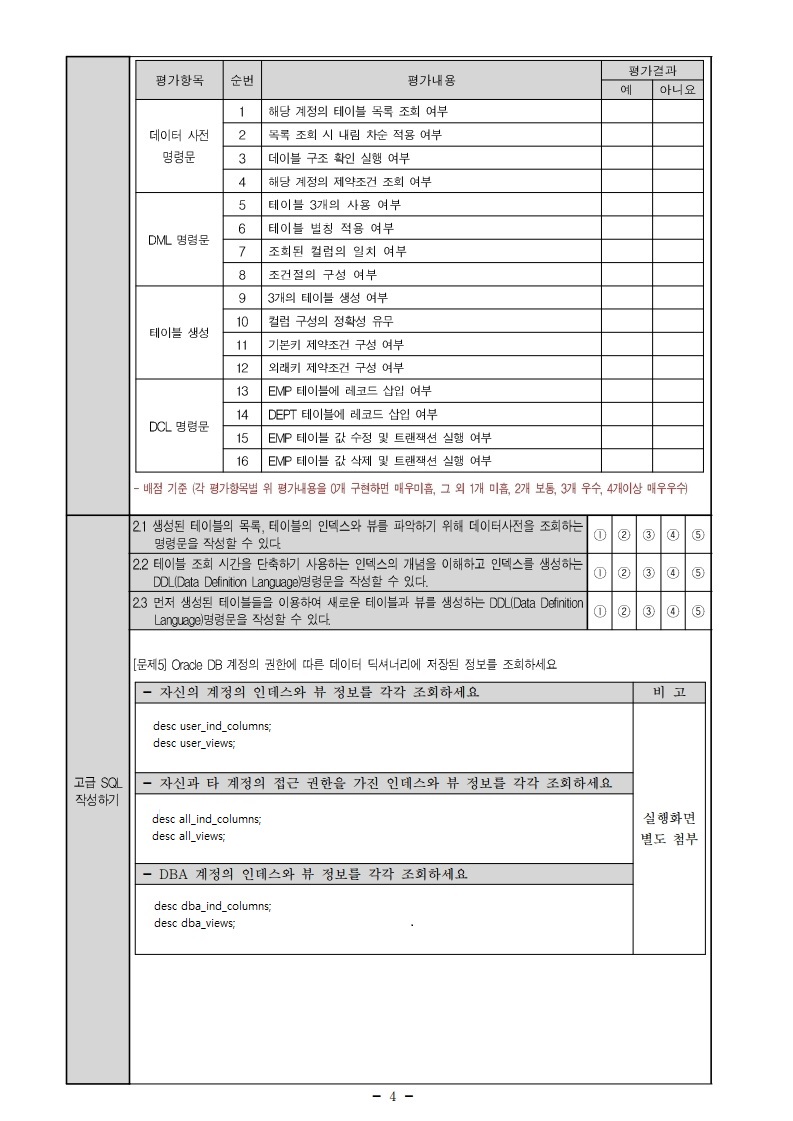 평가항목 순번 평가내용 평가결과
예 아니요
데이터 사전
명령문
1 해당 계정의 테이블 목록 조회 여부
2 목록 조회 시 내림 차순 적용 여부
3 데이블 구조 확인 실행 여부
4 해당 계정의 제약조건 조회 여부
DML 명령문
5 테이블 3개의 사용 여부
6 테이블 별칭 적용 여부
7 조회된 컬럼의 일치 여부
8 조건절의 구성 여부
테이블 생성
9 3개의 테이블 생성 여부
10 컬럼 구성의 정확성 유무
11 기본키 제약조건 구성 여부
12 외래키 제약조건 구성 여부
DCL 명령문
13 EMP 테이블에 레코드 삽입 여부
14 DEPT 테이블에 레코드 삽입 여부
15 EMP 테이블 값 수정 및 트랜잭션 실행 여부
16 EMP 테이블 값 삭제 및 트랜잭션 실행 여부
- 배점 기준 (각 평가항목별 위 평가내용을 0개 구현하면 매우미흡, 그 외 1개 미흡, 2개 보통, 3개 우수, 4개이상 매우우수)
고급 SQL
작성하기
2.1 생성된 테이블의 목록, 테이블의 인덱스와 뷰를 파악하기 위해 데이터사전을 조회하는
명령문을 작성할 수 있다.
① ② ③ ④ ⑤
2.2 테이블 조회 시간을 단축하기 사용하는 인덱스의 개념을 이해하고 인덱스를 생성하는
DDL(Data Definition Language)명령문을 작성할 수 있다.
① ② ③ ④ ⑤
2.3 먼저 생성된 테이블들을 이용하여 새로운 테이블과 뷰를 생성하는 DDL(Data Definition
Language)명령문을 작성할 수 있다.
① ② ③ ④ ⑤
[문제5] Oracle DB 계정의 권한에 따른 데이터 딕셔너리에 저장된 정보를 조회하세요
- 자신의 계정의 인데스와 뷰 정보를 각각 조회하세요
비 고
desc user_ind_columns;
desc user_views;
- 자신과 타 계정의 접근 권한을 가진 인데스와 뷰 정보를 각각 조회하세요
desc all_ind_columns;
desc all_views;
실행화면
별도 첨부
- DBA 계정의 인데스와 뷰 정보를 각각 조회하세요
desc dba_ind_columns;
desc dba_views;
- 4 -